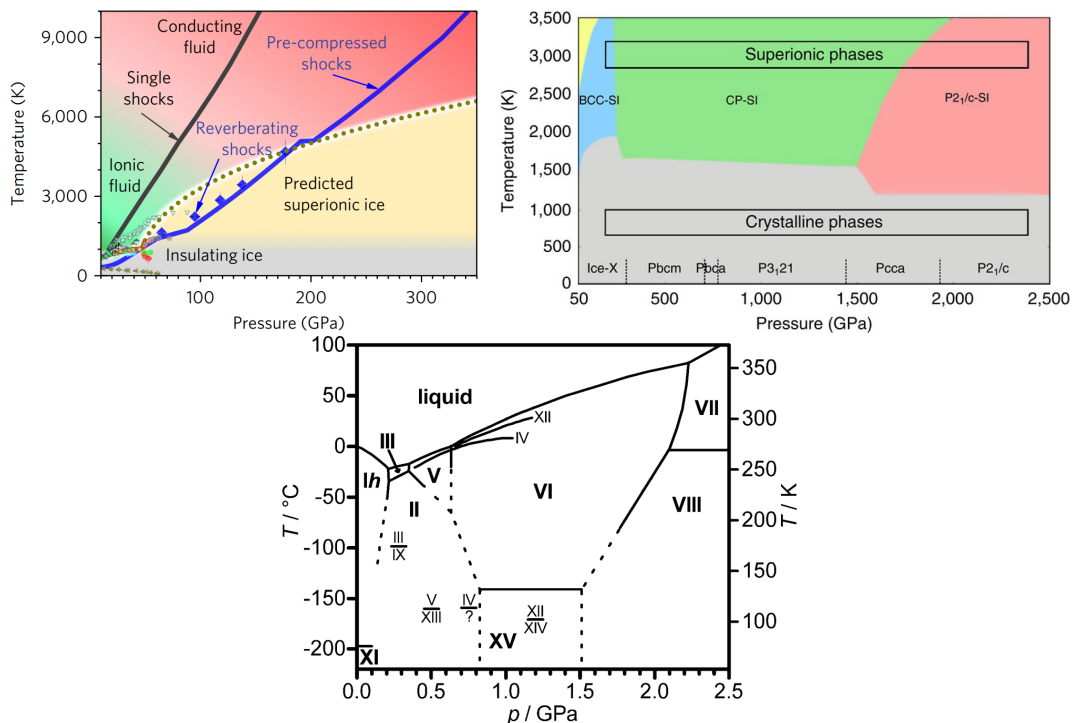 9,000
6,000
3,000
0
Temperature (K)
Conducting
fluid
Pre-compressed
shocks
Single
shocks
Reverberating
shocks
Ionic
fluid
Predicted
superionic ice
Insulating ice
100
200
300
Pressure (GPa)
3,500
3,000
2,500
2,000
1,500
1,000
500
0
Temperature (K)
Superionic phases
BCC-SI
CP-SI
P2₁/c-SI
Crystalline phases
Ice-X
Pbcm
Pbca
P3₁21
Pcca
P2₁/c
50
500
1,000
1,500
2,000
2,500
Pressure (GPa)
100
50
0
-50
-100
-150
-200
T / °C
liquid
XII
IV
III
Ih
V
II
VI
VII
VIII
III
IX
V
XIII
IV
?
XII
XIV
XV
XI
350
300
250
200
150
100
T / K
0.0
0.5
1.0
1.5
2.0
2.5
p / GPa